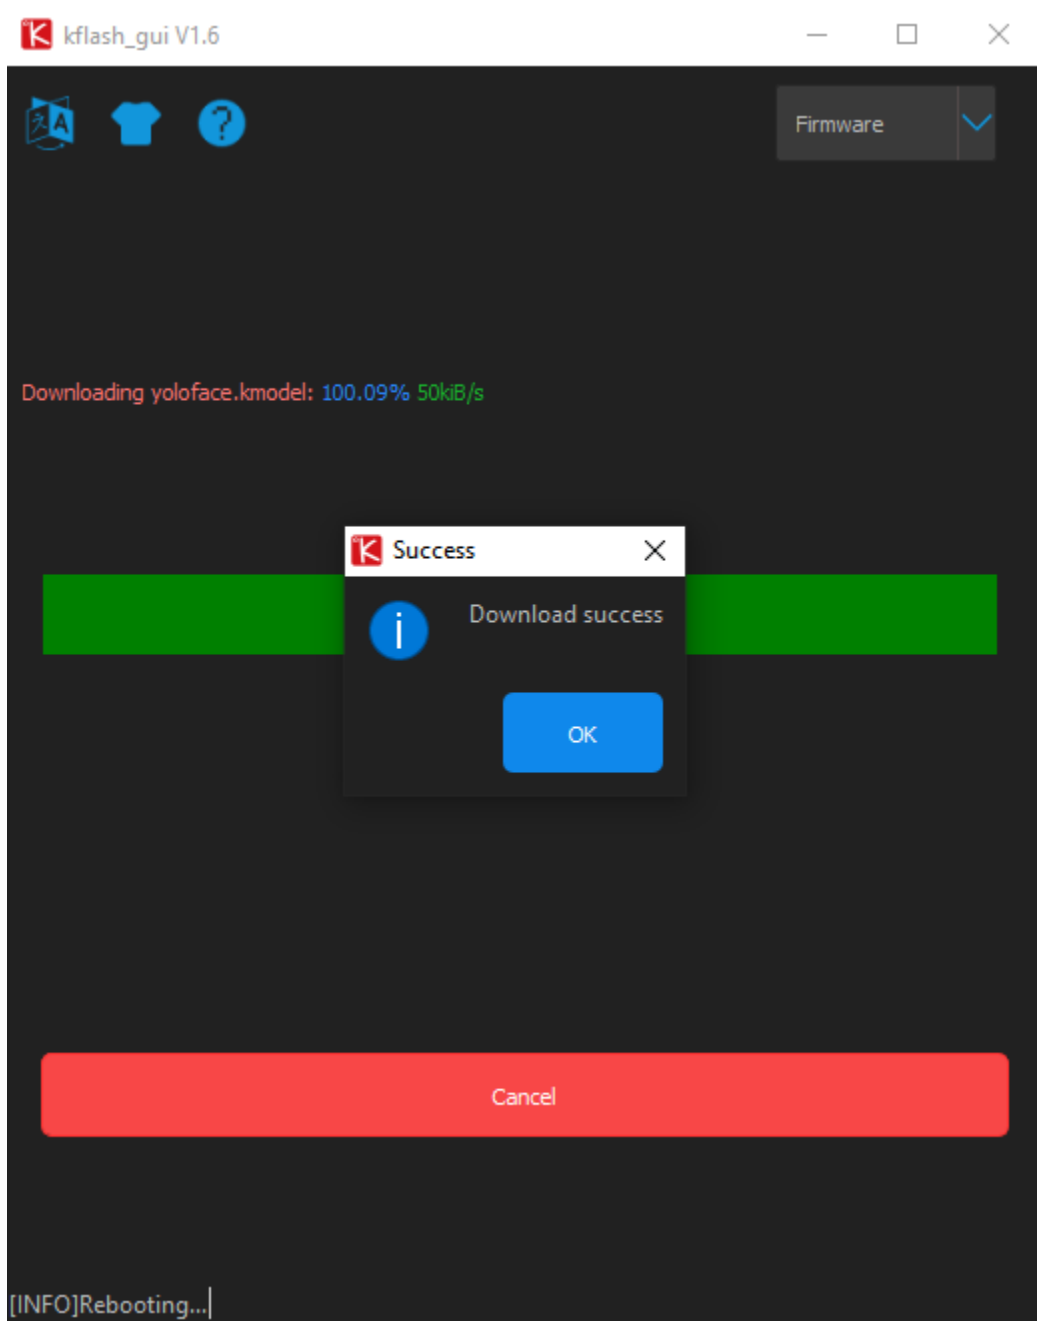 kflash_gui V1.6
Firmware
Downloading yoloface.kmodel: 100.09% 50kiB/s
Success
Download success
OK
Cancel
[INFO]Rebooting...